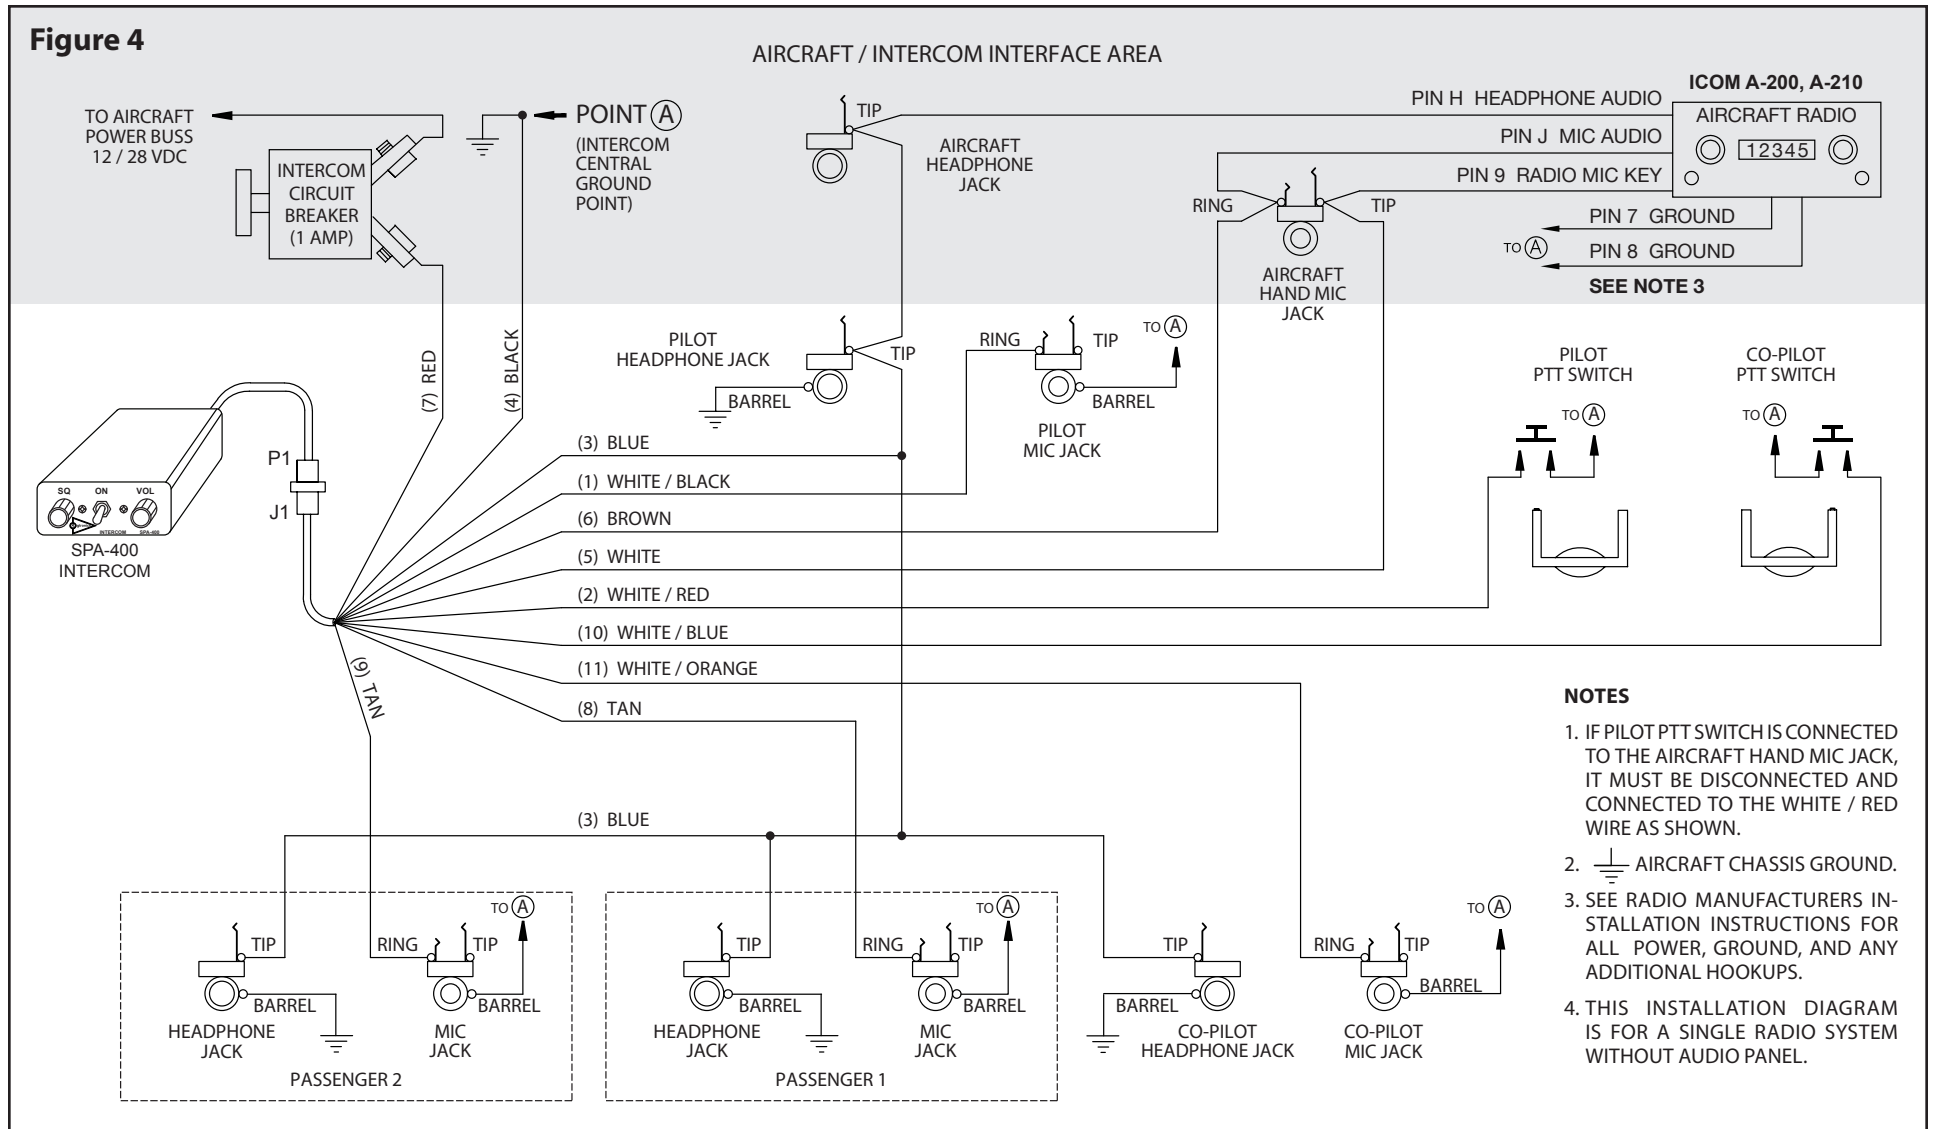 Figure 4
AIRCRAFT / INTERCOM INTERFACE AREA
TO AIRCRAFT
POWER BUSS
12 / 28 VDC
INTERCOM
CIRCUIT
BREAKER
(1 AMP)
POINT A
(INTERCOM
CENTRAL
GROUND
POINT)
TIP
AIRCRAFT
HEADPHONE
JACK
PIN H HEADPHONE AUDIO
PIN J MIC AUDIO
PIN 9 RADIO MIC KEY
ICOM A-200, A-210
AIRCRAFT RADIO
12345
RING
TIP
AIRCRAFT
HAND MIC
JACK
PIN 7 GROUND
TO A
PIN 8 GROUND
SEE NOTE 3
(7) RED
(4) BLACK
PILOT
HEADPHONE JACK
TIP
BARREL
RING
TIP
TO A
BARREL
PILOT
MIC JACK
PILOT
PTT SWITCH
TO A
CO-PILOT
PTT SWITCH
TO A
P1
J1
SQ
ON
VOL
INTERCOM
SPA-400
SPA-400
INTERCOM
(3) BLUE
(1) WHITE / BLACK
(6) BROWN
(5) WHITE
(2) WHITE / RED
(10) WHITE / BLUE
(11) WHITE / ORANGE
(8) TAN
(9) TAN
(3) BLUE
TIP
BARREL
HEADPHONE
JACK
RING
TIP
TO A
BARREL
MIC
JACK
PASSENGER 2
TIP
BARREL
HEADPHONE
JACK
RING
TIP
TO A
BARREL
MIC
JACK
PASSENGER 1
TIP
BARREL
CO-PILOT
HEADPHONE JACK
RING
TIP
TO A
BARREL
CO-PILOT
MIC JACK
NOTES
1. IF PILOT PTT SWITCH IS CONNECTED
TO THE AIRCRAFT HAND MIC JACK,
IT MUST BE DISCONNECTED AND
CONNECTED TO THE WHITE / RED
WIRE AS SHOWN.
2. AIRCRAFT CHASSIS GROUND.
3. SEE RADIO MANUFACTURERS IN-
STALLATION INSTRUCTIONS FOR
ALL POWER, GROUND, AND ANY
ADDITIONAL HOOKUPS.
4. THIS INSTALLATION DIAGRAM
IS FOR A SINGLE RADIO SYSTEM
WITHOUT AUDIO PANEL.